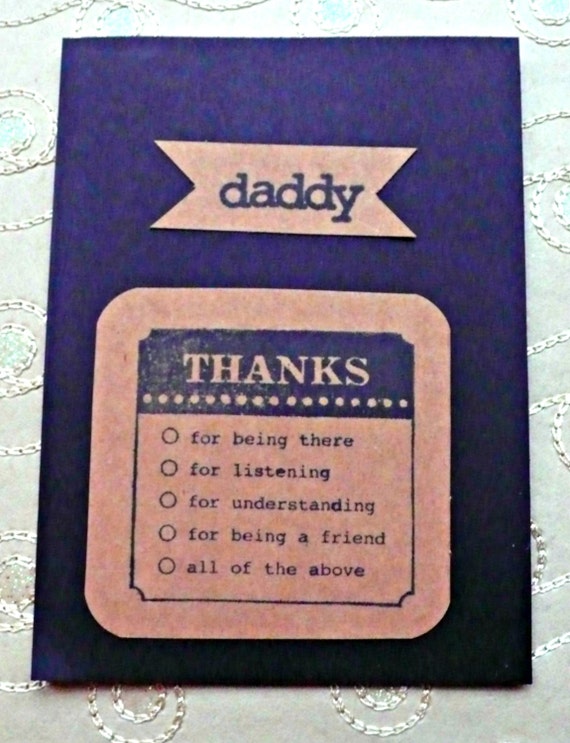 daddy
THANKS
for being there
for listening
for understanding
for being a friend
all of the above